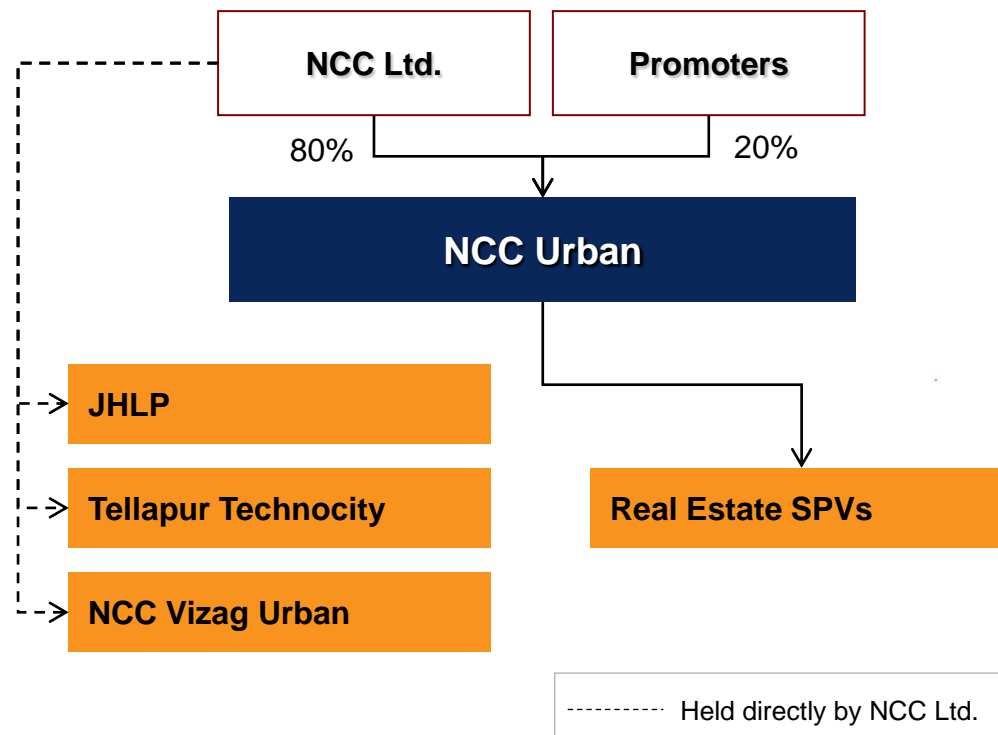 NCC Ltd.
Promoters
80%
20%
NCC Urban
JHLP
Tellapur Technocity
Real Estate SPVs
NCC Vizag Urban
Held directly by NCC Ltd.